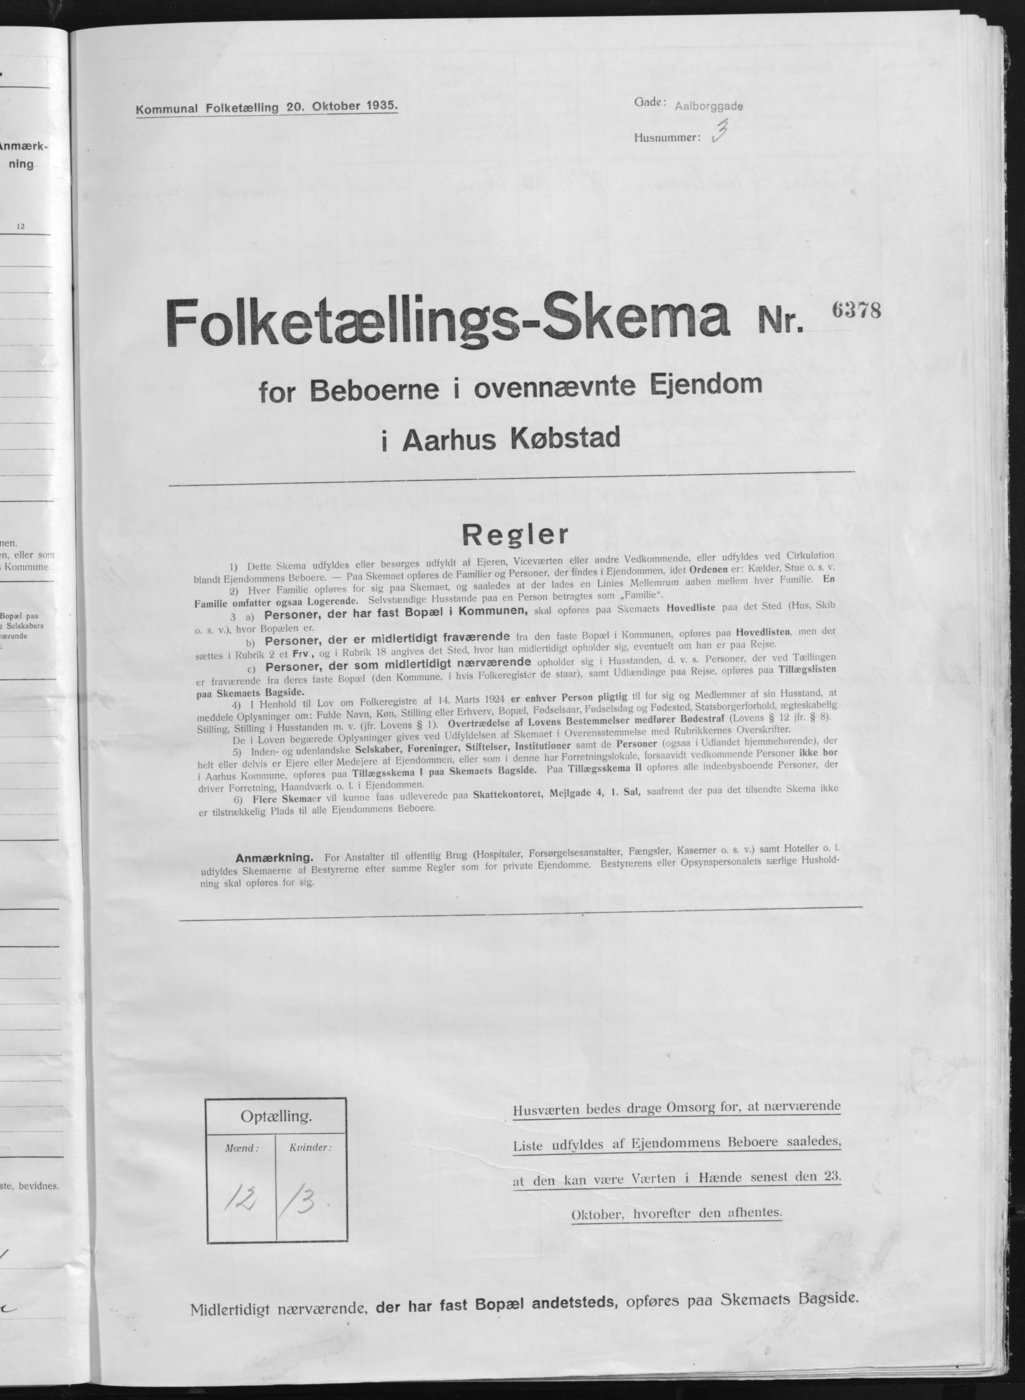 Anmærk-
ning
12
nen.
en, eller som
Kommune.
Bopæl paa
Selskabers
ste, bevidnes.
Kommunal Folketælling 20. Oktober 1935.
Gade: Aalborggade
Husnummer: 3
Folketællings-Skema Nr. 6378
for Beboerne i ovennævnte Ejendom
i Aarhus Købstad
Regler
1) Dette Skema udfyldes eller besørges udfyldt af Ejeren, Viceværten eller andre Vedkommende, eller udfyldes ved Cirkulation
blandt Ejendommens Beboere. — Paa Skemaet opføres de Familier og Personer, der findes i Ejendommen, idet Ordenen er: Kælder, Stue o. s. v.
2) Hver Familie opføres for sig paa Skemaet, og saaledes at der lades en Linies Mellemrum aaben mellem hver Familie. En
Familie omfatter ogsaa Logerende. Selvstændige Husstande paa en Person betragtes som „Familie“.
3 a) Personer, der har fast Bopæl i Kommunen, skal opføres paa Skemaets Hovedliste paa det Sted (Hus, Skib
o. s. v.), hvor Bopælen er.
b) Personer, der er midlertidigt fraværende fra den faste Bopæl i Kommunen, opføres paa Hovedlisten, men der
sættes i Rubrik 2 et Frv, og i Rubrik 18 angives det Sted, hvor han midlertidigt opholder sig, eventuelt om han er paa Rejse.
c) Personer, der som midlertidigt nærværende opholder sig i Husstanden, d. v. s. Personer, der ved Tællingen
er fraværende fra deres faste Bopæl (den Kommune, i hvis Folkeregister de staar), samt Udlændinge paa Rejse, opføres paa Tillægslisten
paa Skemaets Bagside.
4) I Henhold til Lov om Folkeregistre af 14. Marts 1924 er enhver Person pligtig til for sig og Medlemmer af sin Husstand, at
meddele Oplysninger om: Fulde Navn, Køn, Stilling eller Erhverv, Bopæl, Fødselsaar, Fødselsdag og Fødested, Statsborgerforhold, ægteskabelig
Stilling, Stilling i Husstanden m. v. (jfr. Lovens § 1). Overtrædelse af Lovens Bestemmelser medfører Bødestraf (Lovens § 12 jfr. § 8).
De i Loven begærede Oplysninger gives ved Udfyldelsen af Skemaet i Overensstemmelse med Rubrikkernes Overskrifter.
5) Inden- og udenlandske Selskaber, Foreninger, Stiftelser, Institutioner samt de Personer (ogsaa i Udlandet hjemmehørende), der
helt eller delvis er Ejere eller Medejere af Ejendommen, eller som i denne har Forretningslokale, forsaavidt vedkommende Personer ikke bor
i Aarhus Kommune, opføres paa Tillægsskema I paa Skemaets Bagside. Paa Tillægsskema II opføres alle indenbysboende Personer, der
driver Forretning, Haandværk o. l. i Ejendommen.
6) Flere Skemaer vil kunne faas udleverede paa Skattekontoret, Mejlgade 4, 1. Sal, saafremt der paa det tilsendte Skema ikke
er tilstrækkelig Plads til alle Ejendommens Beboere.
Anmærkning. For Anstalter til offentlig Brug (Hospitaler, Forsørgelsesanstalter, Fængsler, Kaserner o. s. v.) samt Hoteller o. l.
udfyldes Skemaerne af Bestyrerne efter samme Regler som for private Ejendomme. Bestyrerens eller Opsynspersonalets særlige Hushold-
ning skal opføres for sig.
Optælling.
Mænd: Kvinder:
12 13.
Husværten bedes drage Omsorg for, at nærværende
Liste udfyldes af Ejendommens Beboere saaledes,
at den kan være Værten i Hænde senest den 23.
Oktober, hvorefter den afhentes.
Midlertidigt nærværende, der har fast Bopæl andetsteds, opføres paa Skemaets Bagside.